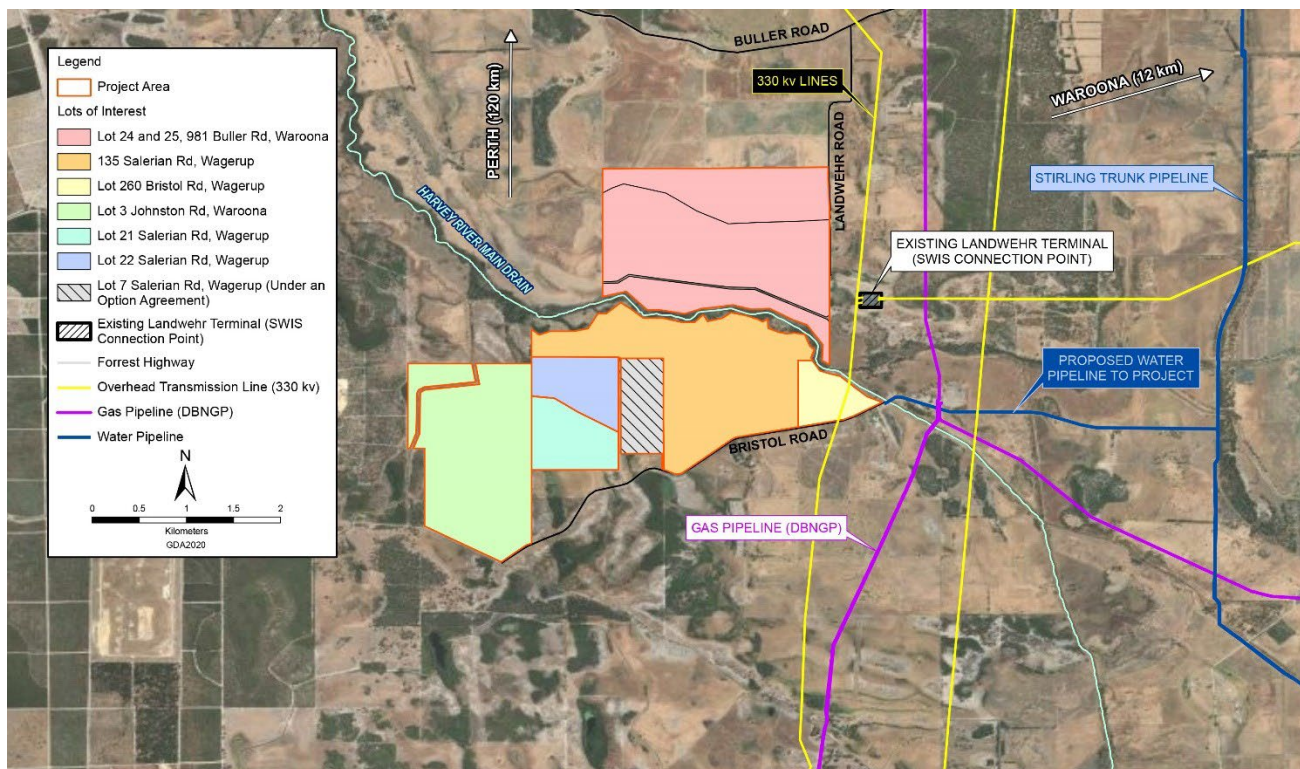 Legend
Project Area
Lots of Interest
Lot 24 and 25, 981 Buller Rd, Waroona
135 Salerian Rd, Wagerup
Lot 260 Bristol Rd, Wagerup
Lot 3 Johnston Rd, Waroona
Lot 21 Salerian Rd, Wagerup
Lot 22 Salerian Rd, Wagerup
Lot 7 Salerian Rd, Wagerup (Under an
Option Agreement)
Existing Landwehr Terminal (SWIS
Connection Point)
Forrest Highway
Overhead Transmission Line (330 kv)
Gas Pipeline (DBNGP)
Water Pipeline
N
0 0.5 1 1.5 2
Kilometers
GDA2020
PERTH (120 km)
BULLER ROAD
330 kv LINES
WAROONA (12 km)
LANDWEHR ROAD
STIRLING TRUNK PIPELINE
HARVEY RIVER MAIN DRAIN
EXISTING LANDWEHR TERMINAL
(SWIS CONNECTION POINT)
PROPOSED WATER
PIPELINE TO PROJECT
BRISTOL ROAD
GAS PIPELINE (DBNGP)